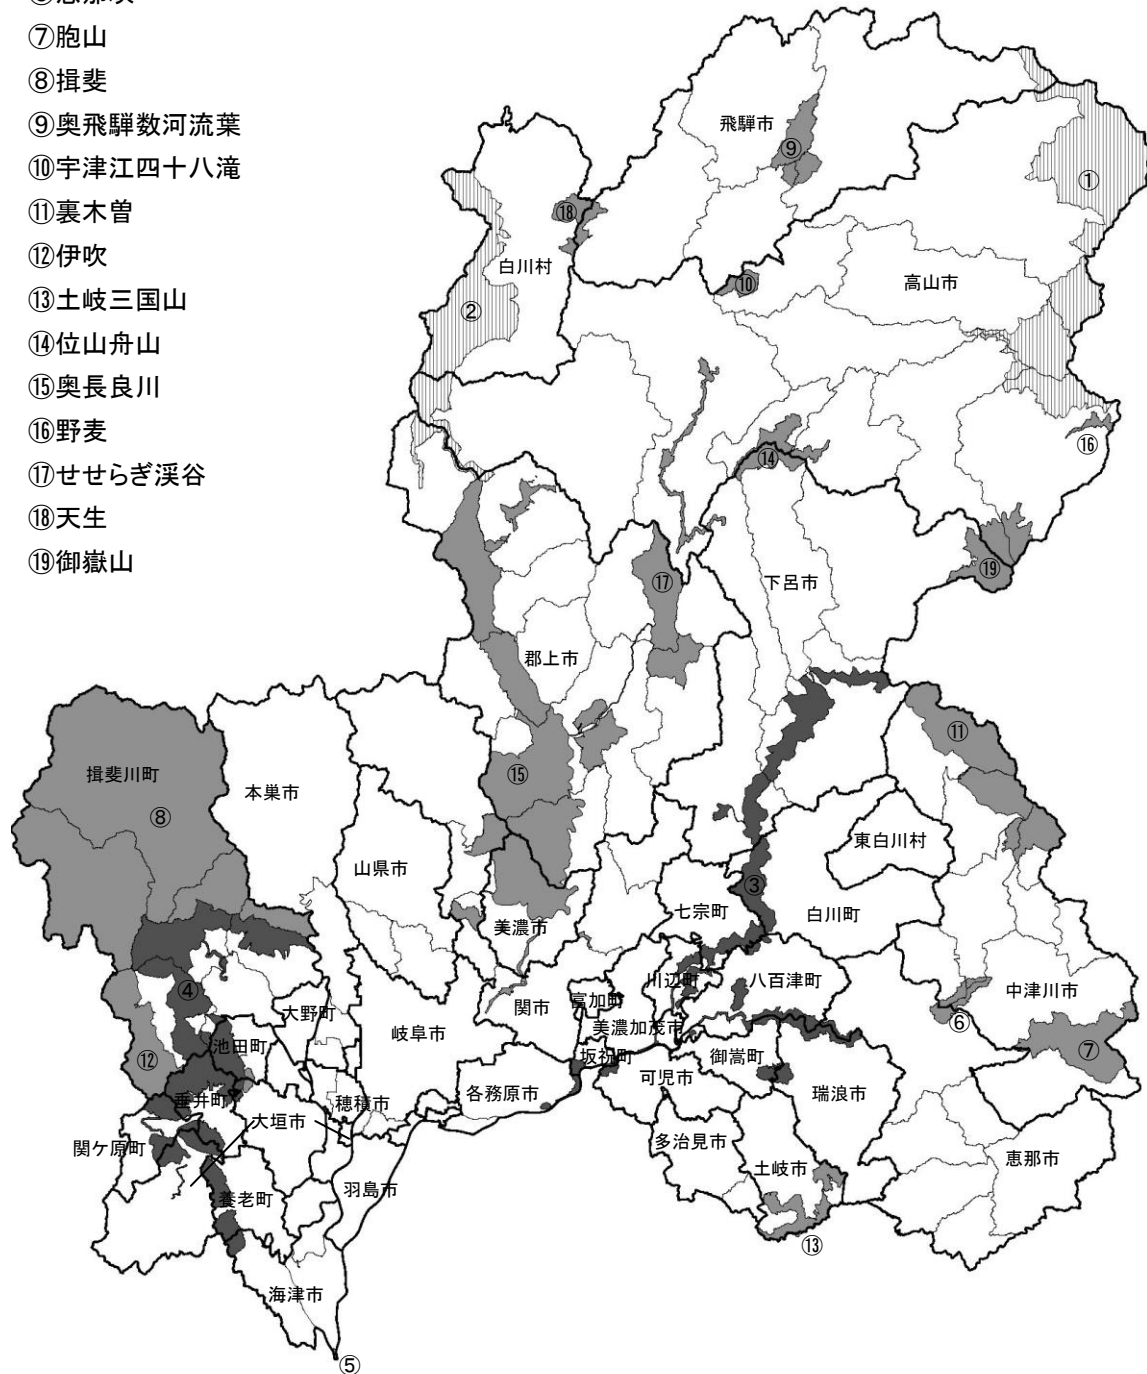 ⑦胞山
⑧揖斐
⑨奥飛騨数河流葉
⑩宇津江四十八滝
⑪裏木曽
⑫伊吹
⑬土岐三国山
⑭位山舟山
⑮奥長良川
⑯野麦
⑰せせらぎ渓谷
⑱天生
⑲御嶽山
飛騨市
⑨
①
⑱
白川村
⑩
高山市
②
⑯
⑭
⑲
⑰
下呂市
郡上市
⑪
揖斐川町
本巣市
⑮
⑧
東白川村
山県市
③
七宗町
白川町
美濃市
川辺町
八百津町
④
中津川市
大野町
関市
富加町
⑥
美濃加茂市
岐阜市
池田町
⑫
坂祝町
御嵩町
⑦
可児市
各務原市
瑞浪市
垂井町
穂積市
大垣市
関ケ原町
多治見市
恵那市
土岐市
羽島市
養老町
⑬
海津市
⑤